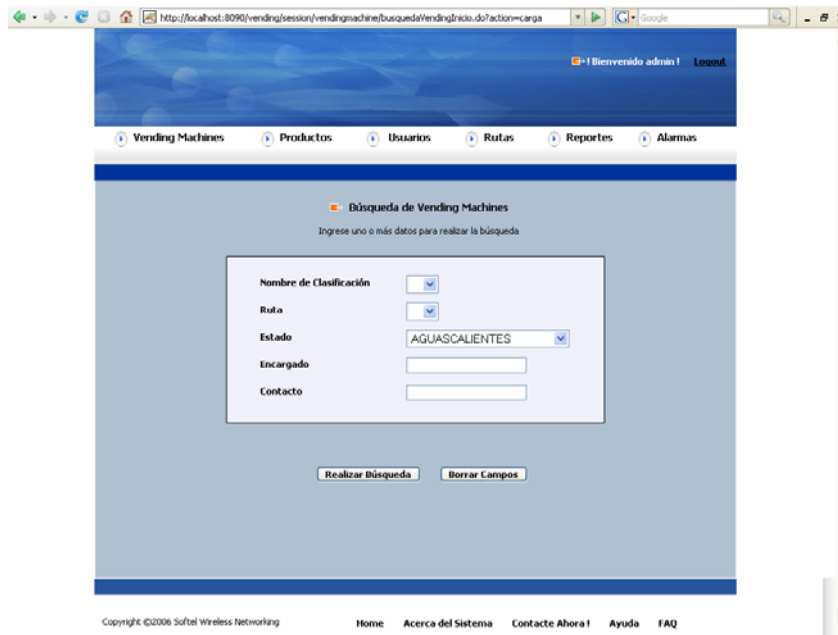 http://localhost:8090/vending/session/vendingmachine/busquedaVendingInicio.do?action=carga
Google
! Bienvenido admin ! Logout
Vending Machines Productos Usuarios Rutas Reportes Alarmas
Búsqueda de Vending Machines
Ingrese uno o más datos para realizar la búsqueda
Nombre de Clasificación
Ruta
Estado AGUASCALIENTES
Encargado
Contacto
Realizar Búsqueda Borrar Campos
Copyright ©2006 Softel Wireless Networking Home Acerca del Sistema Contacte Ahora ! Ayuda FAQ